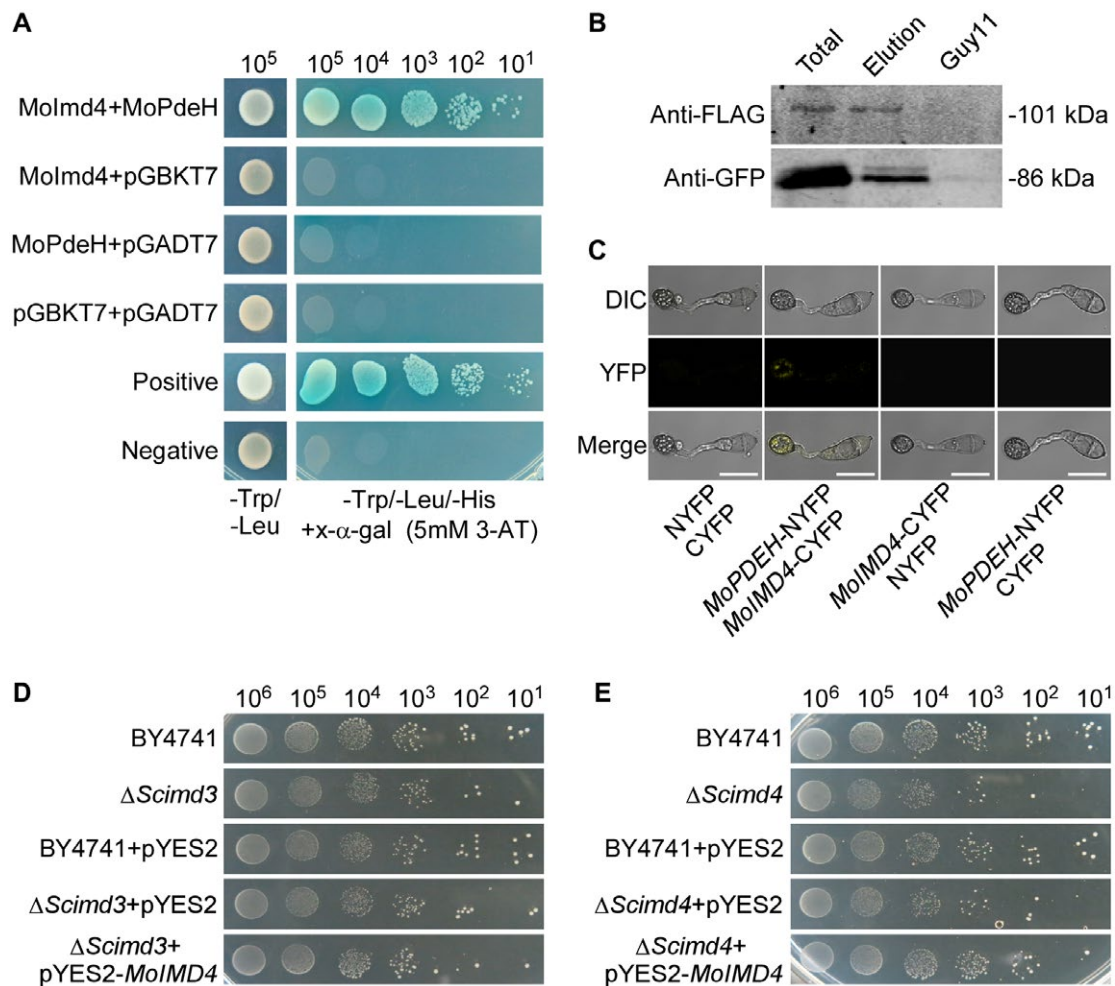 A
10⁵ 10⁵ 10⁴ 10³ 10² 10¹
MoImd4+MoPdeH
MoImd4+pGBKT7
MoPdeH+pGADT7
pGBKT7+pGADT7
Positive
Negative
-Trp/
-Leu
-Trp/-Leu/-His
+x-α-gal (5mM 3-AT)
B
Total Elution Guy11
Anti-FLAG -101 kDa
Anti-GFP -86 kDa
C
DIC
YFP
Merge
NYFP
CYFP
MoPDEH-NYFP
MoIMD4-CYFP
MoIMD4-CYFP
NYFP
MoPDEH-NYFP
CYFP
D
10⁶ 10⁵ 10⁴ 10³ 10² 10¹
BY4741
ΔScimd3
BY4741+pYES2
ΔScimd3+pYES2
ΔScimd3+
pYES2-MoIMD4
E
10⁶ 10⁵ 10⁴ 10³ 10² 10¹
BY4741
ΔScimd4
BY4741+pYES2
ΔScimd4+pYES2
ΔScimd4+
pYES2-MoIMD4